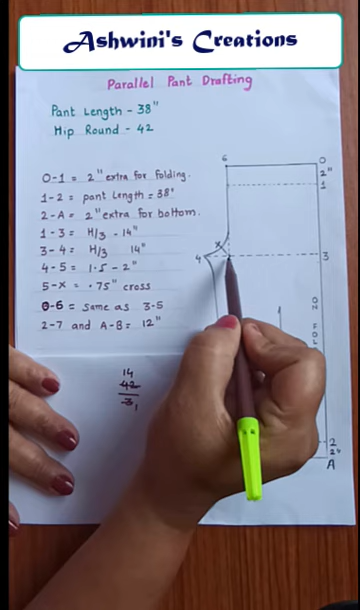 Ashwini's Creations
Parallel Pant Drafting
Pant Length - 38"
Hip Round - 42
0-1 = 2" extra for folding.
1-2 = pant length = 38"
2-A = 2" extra for bottom.
1-3 = H/3 - 14"
3-4 = H/3 14"
4-5 = 1.5 - 2"
5-x = .75" cross
0-6 = same as 3-5
2-7 and A-B = 12"
14
42
3,
6
0
2"
1
x
4
3
ON FOLD
2
2"
A